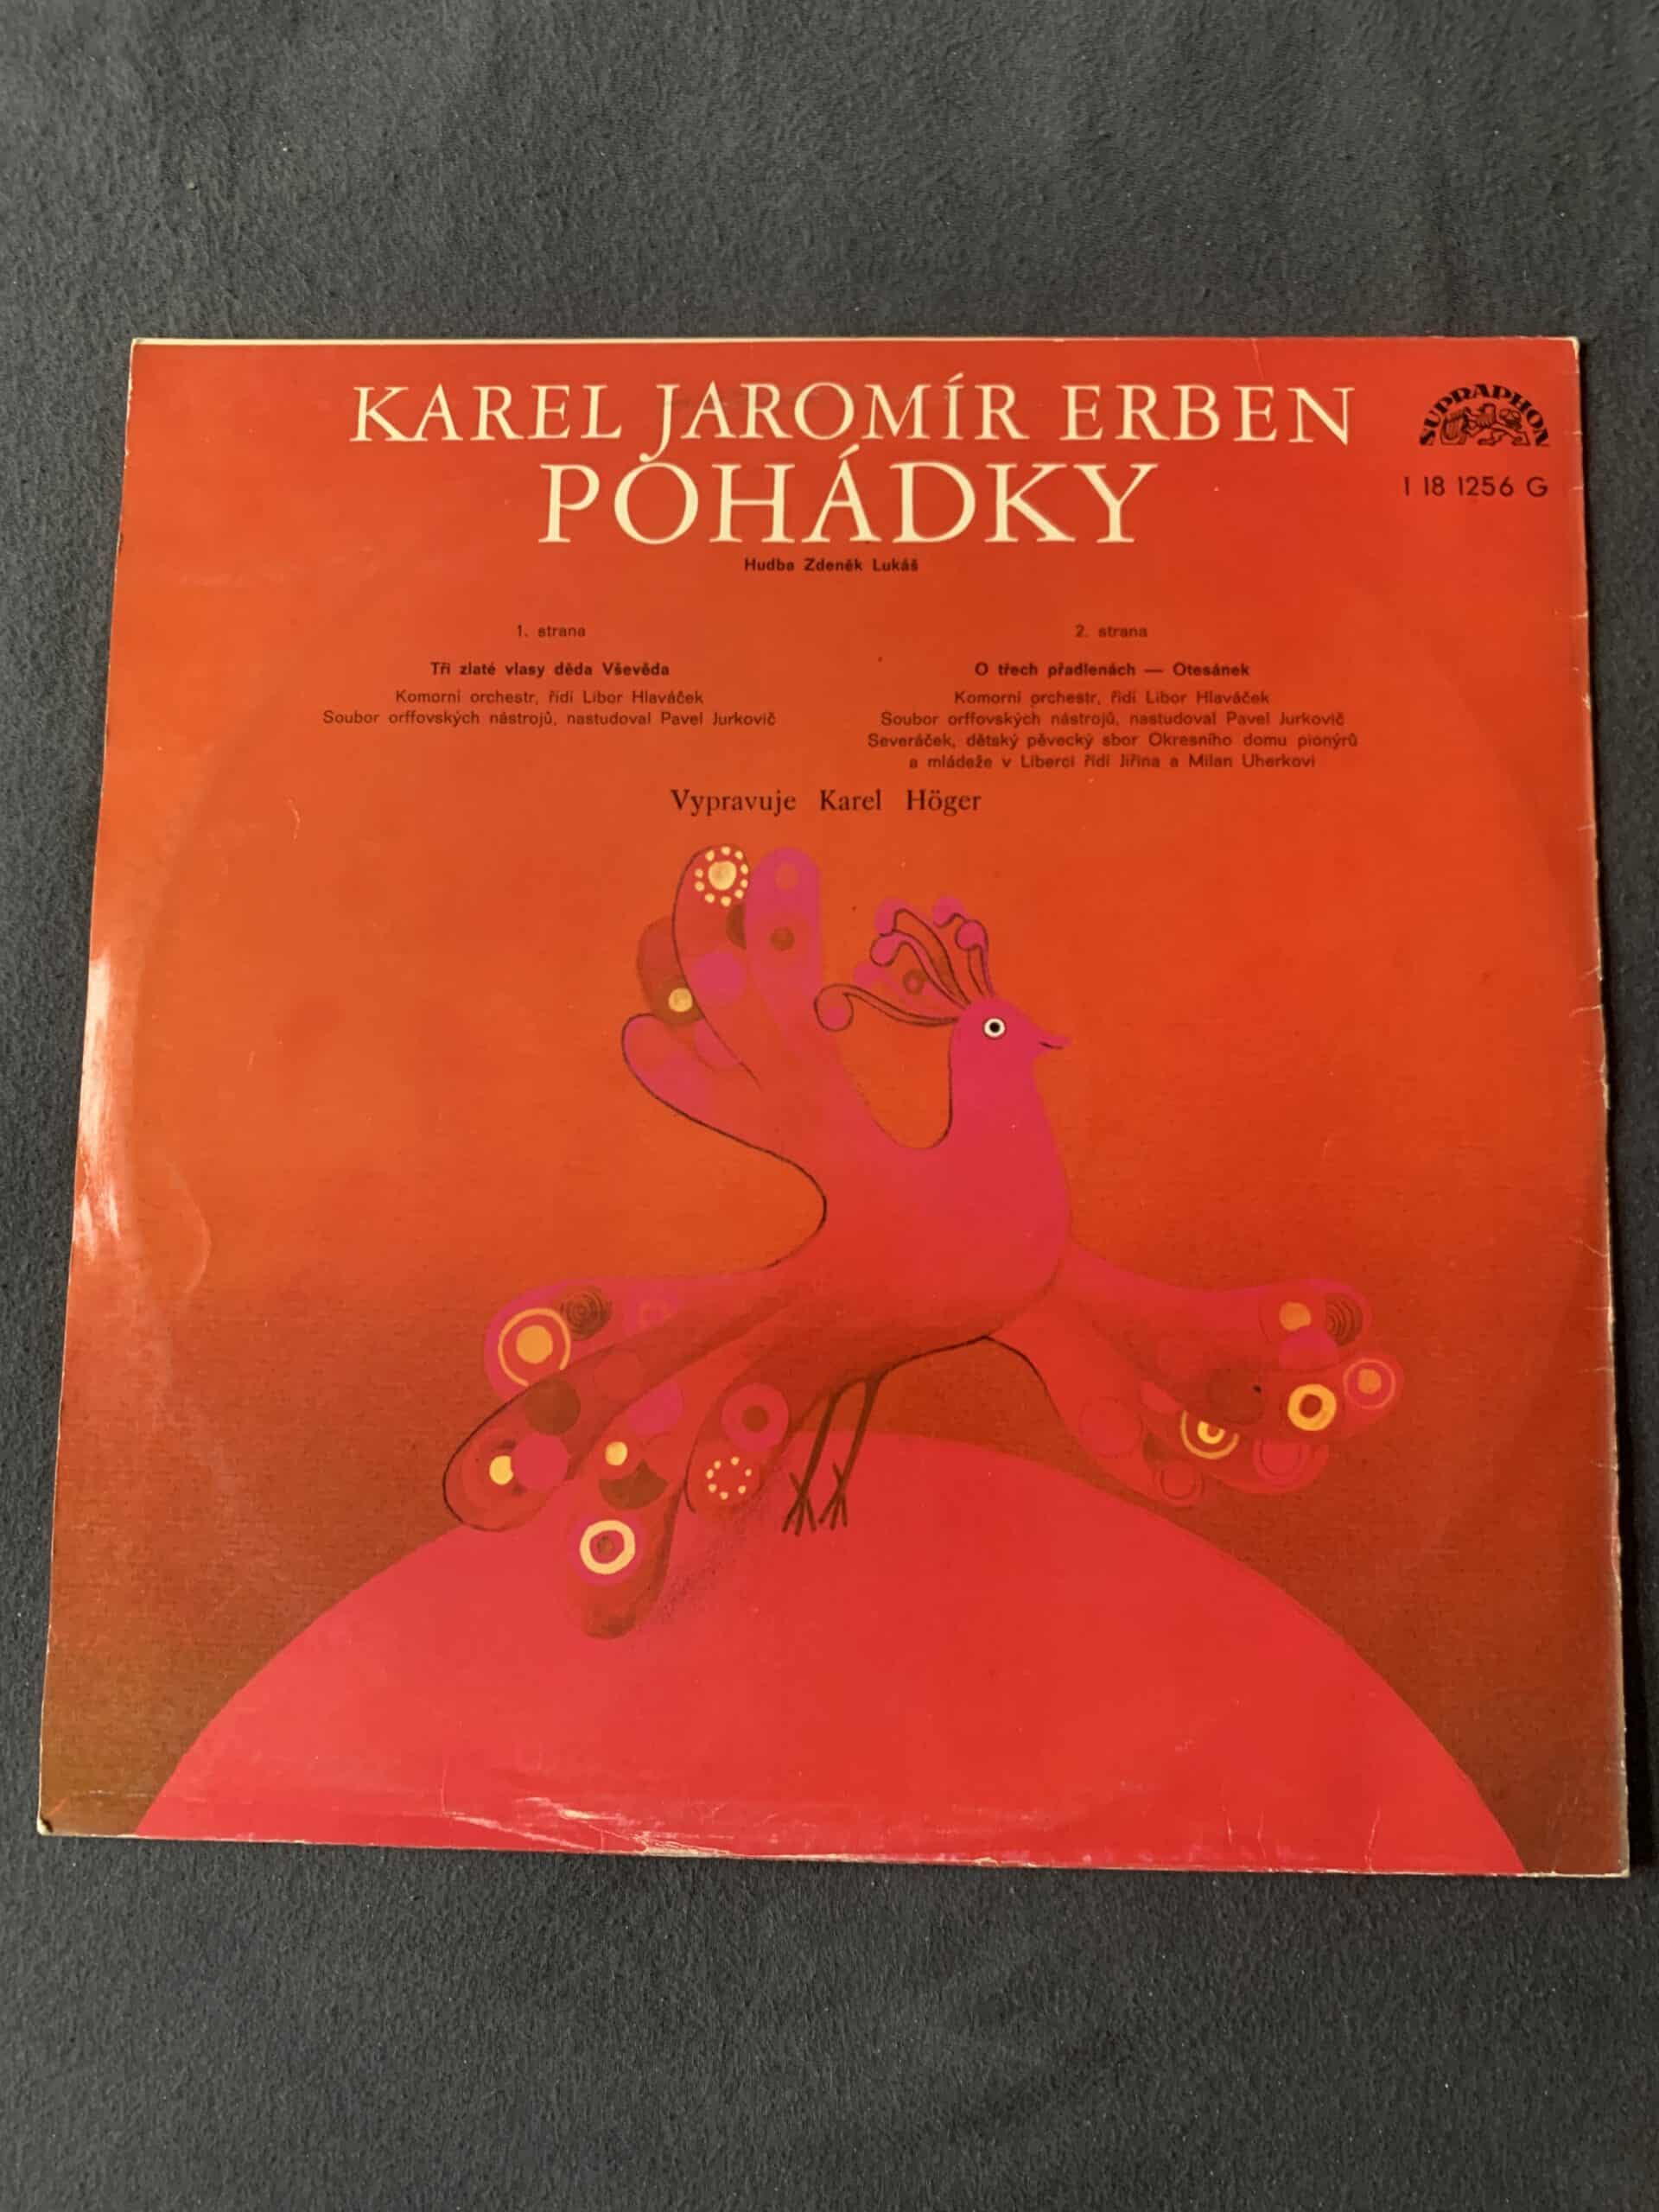 KAREL JAROMÍR ERBEN
SUPRAPHON
POHÁDKY
1 18 1256 G
Hudba Zdeněk Lukáš
1. strana
Tři zlaté vlasy děda Vševěda
Komorní orchestr, řídí Libor Hlaváček
Soubor orffovských nástrojů, nastudoval Pavel Jurkovič
2. strana
O třech přadlenách — Otesánek
Komorní orchestr, řídí Libor Hlaváček
Soubor orffovských nástrojů, nastudoval Pavel Jurkovič
Severáček, dětský pěvecký sbor Okresního domu pionýrů
a mládeže v Liberci řídí Jiřina a Milan Uherkovi
Vypravuje Karel Höger